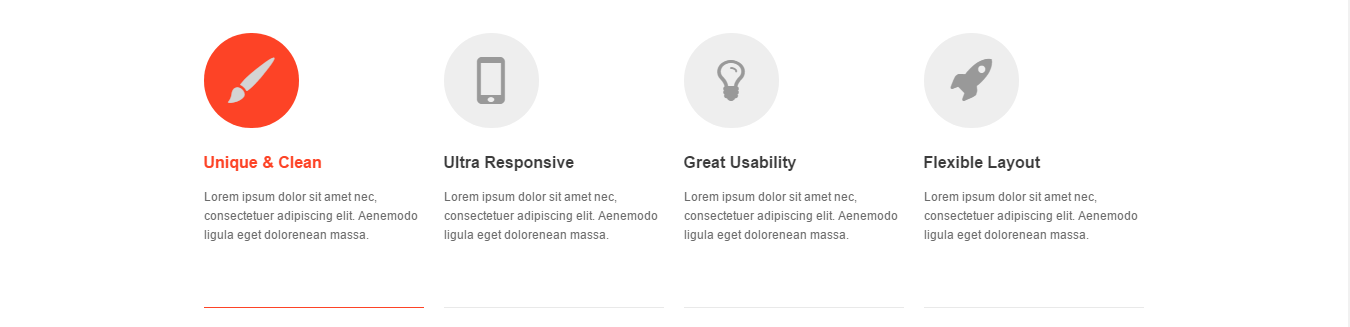 Unique & Clean
Lorem ipsum dolor sit amet nec,
consectetuer adipiscing elit. Aenemodo
ligula eget dolorenean massa.
Ultra Responsive
Lorem ipsum dolor sit amet nec,
consectetuer adipiscing elit. Aenemodo
ligula eget dolorenean massa.
Great Usability
Lorem ipsum dolor sit amet nec,
consectetuer adipiscing elit. Aenemodo
ligula eget dolorenean massa.
Flexible Layout
Lorem ipsum dolor sit amet nec,
consectetuer adipiscing elit. Aenemodo
ligula eget dolorenean massa.